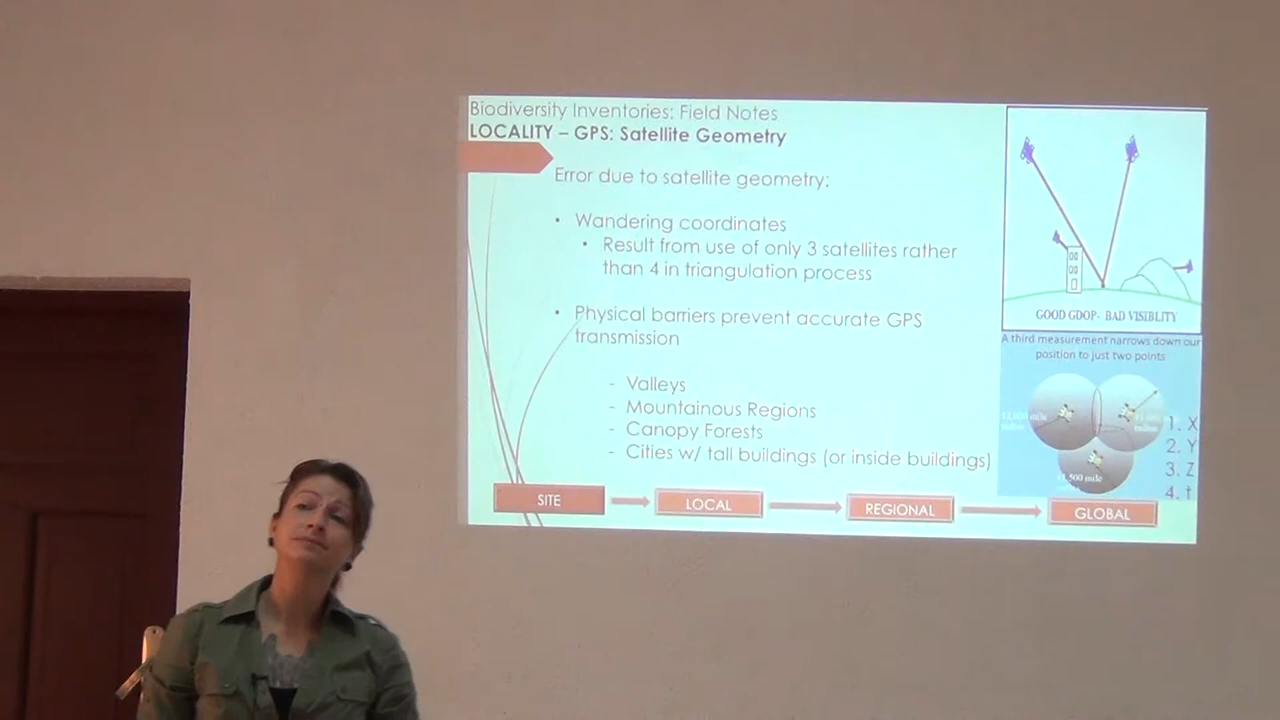 Biodiversity Inventories: Field Notes
LOCALITY – GPS: Satellite Geometry
Error due to satellite geometry:
• Wandering coordinates
• Result from use of only 3 satellites rather
than 4 in triangulation process
• Physical barriers prevent accurate GPS
transmission
- Valleys
- Mountainous Regions
- Canopy Forests
- Cities w/ tall buildings (or inside buildings)
GOOD GDOP- BAD VISIBLITY
A third measurement narrows down our
position to just two points
1. X
2. Y
3. Z
4. t
SITE
LOCAL
REGIONAL
GLOBAL